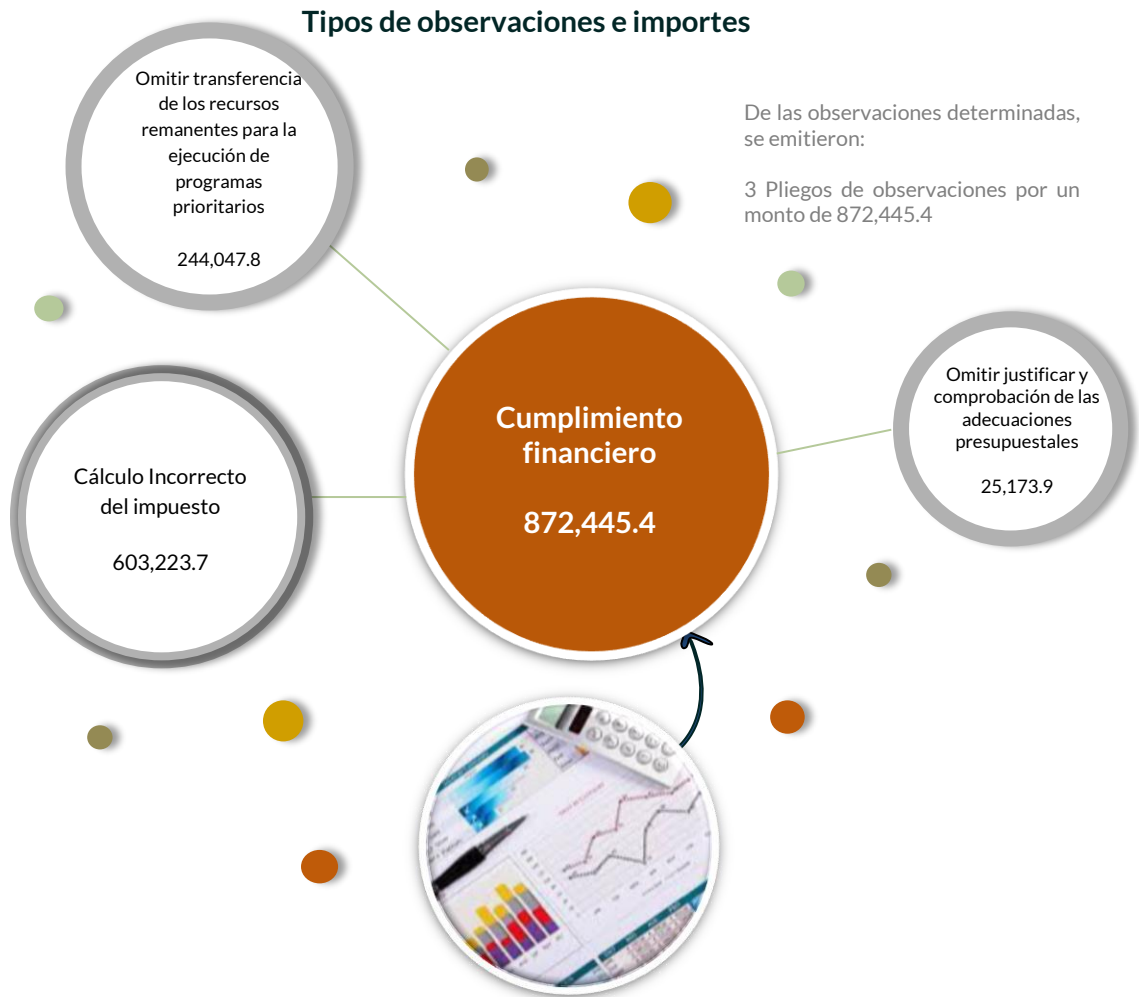 Tipos de observaciones e importes
Omitir transferencia
de los recursos
remanentes para la
ejecución de
programas
prioritarios
244,047.8
De las observaciones determinadas,
se emitieron:
3 Pliegos de observaciones por un
monto de 872,445.4
Cumplimiento
financiero
872,445.4
Omitir justificar y
comprobación de las
adecuaciones
presupuestales
25,173.9
Cálculo Incorrecto
del impuesto
603,223.7